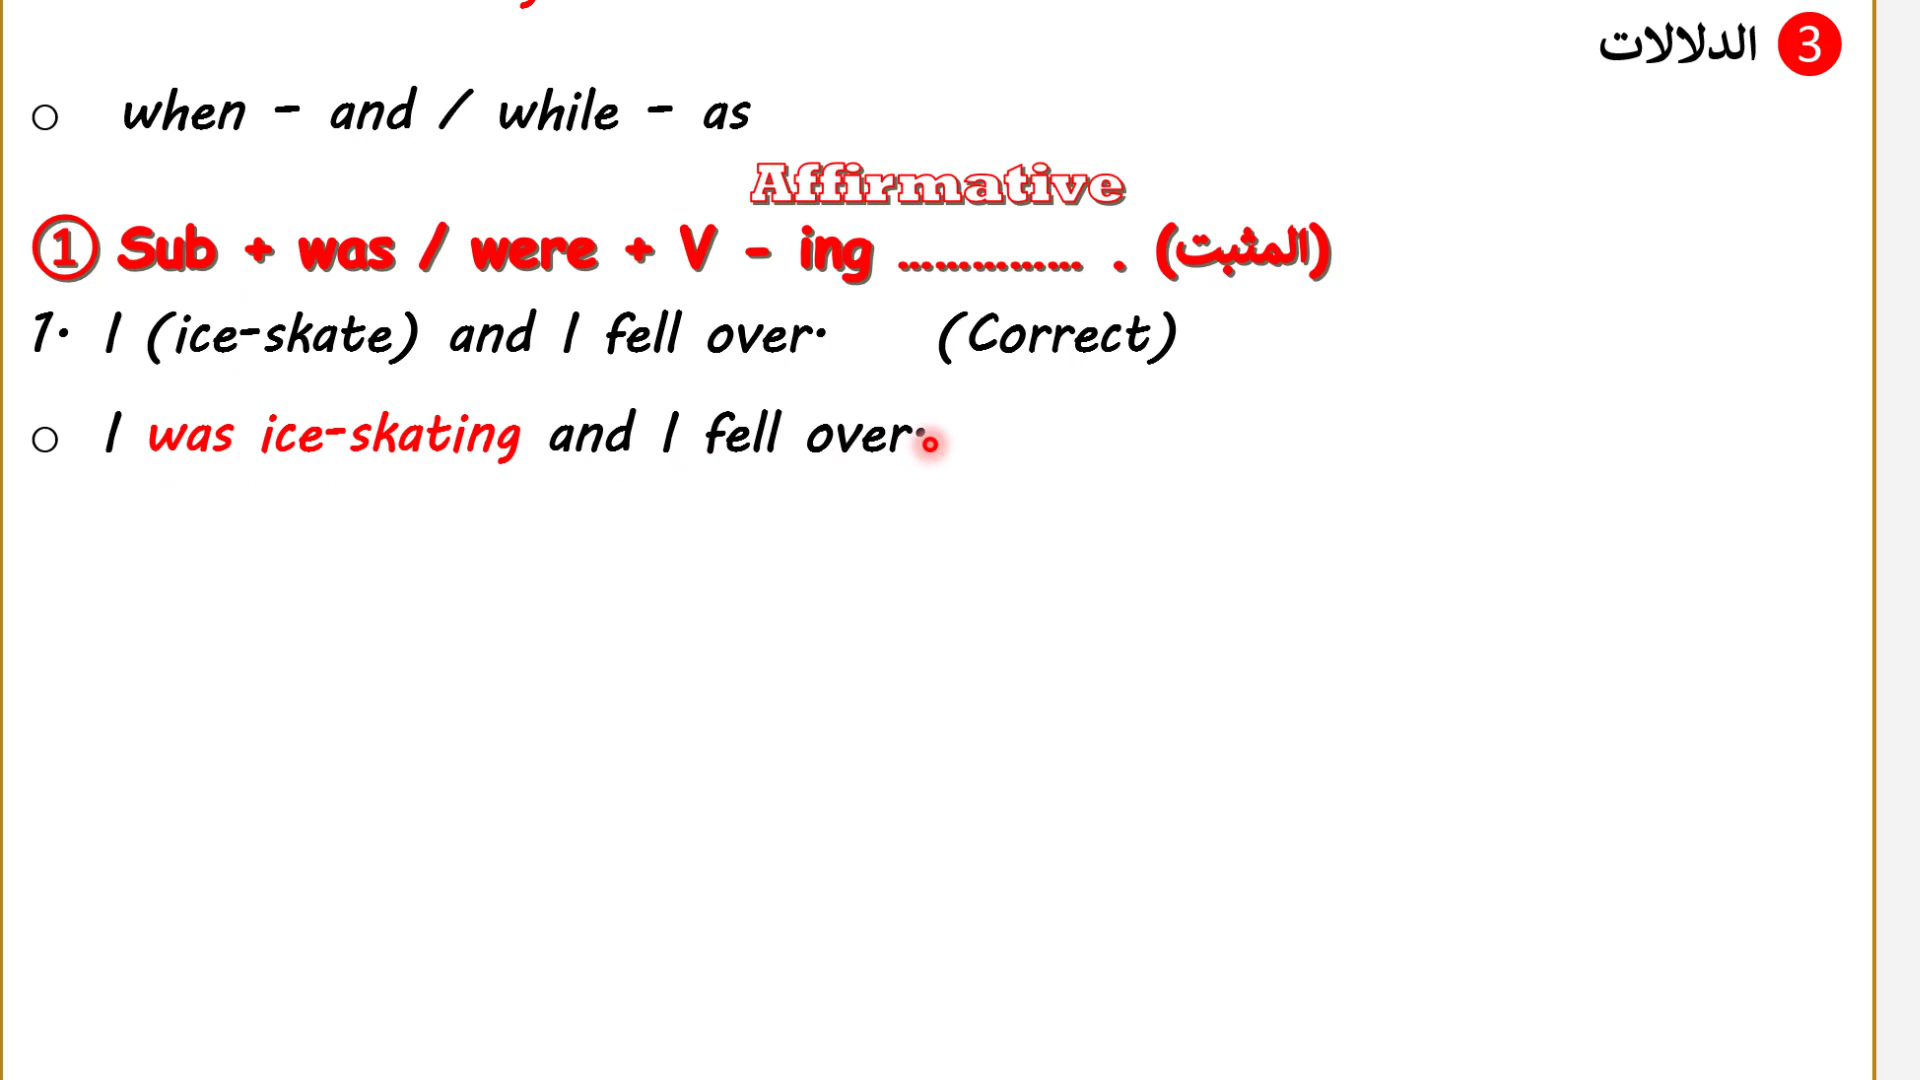 3 الدلالات
o when - and / while - as
Affirmative
① Sub + was / were + V - ing .............. . (المثبت)
1. I (ice-skate) and I fell over. (Correct)
o I was ice-skating and I fell over.